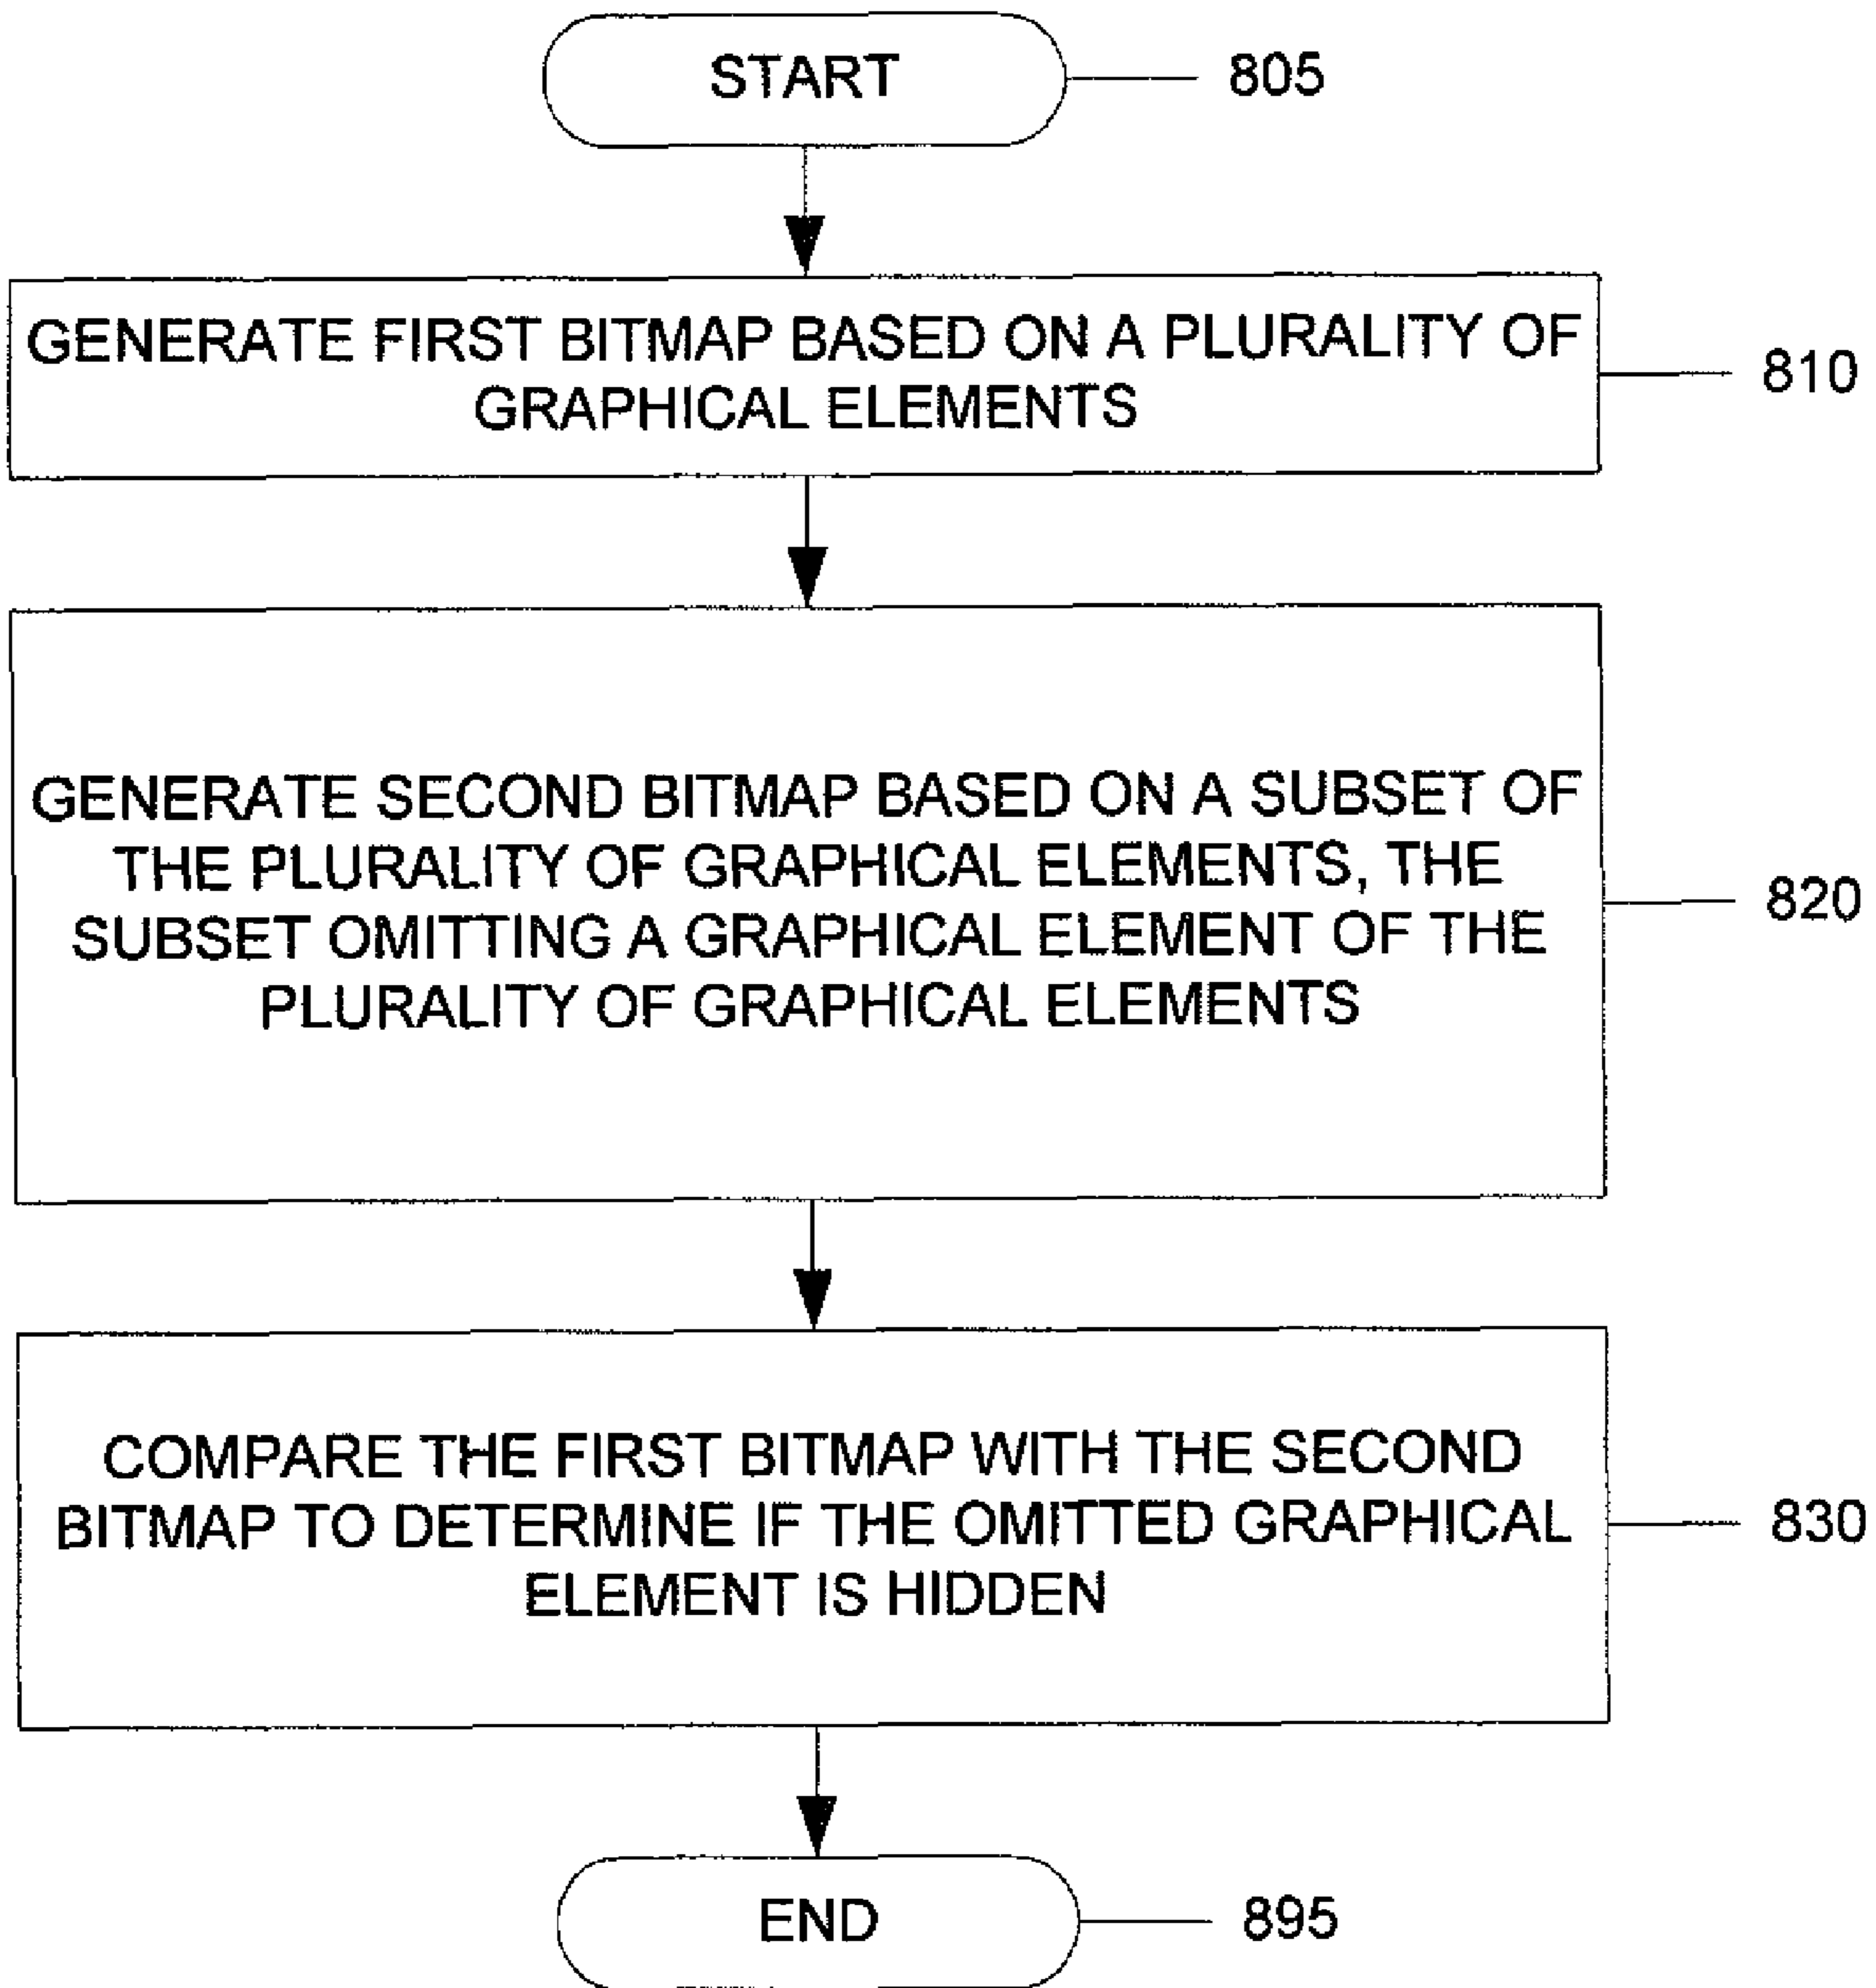 START
805
GENERATE FIRST BITMAP BASED ON A PLURALITY OF
GRAPHICAL ELEMENTS
810
GENERATE SECOND BITMAP BASED ON A SUBSET OF
THE PLURALITY OF GRAPHICAL ELEMENTS, THE
SUBSET OMITTING A GRAPHICAL ELEMENT OF THE
PLURALITY OF GRAPHICAL ELEMENTS
820
COMPARE THE FIRST BITMAP WITH THE SECOND
BITMAP TO DETERMINE IF THE OMITTED GRAPHICAL
ELEMENT IS HIDDEN
830
END
895